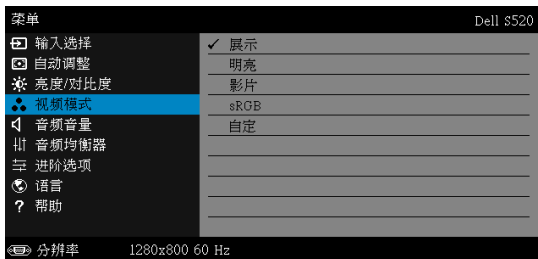 菜单 Dell S520
输入选择
自动调整
亮度/对比度
视频模式
音频音量
音频均衡器
进阶选项
语言
? 帮助
✓ 展示
明亮
影片
sRGB
自定
分辨率 1280x800 60 Hz